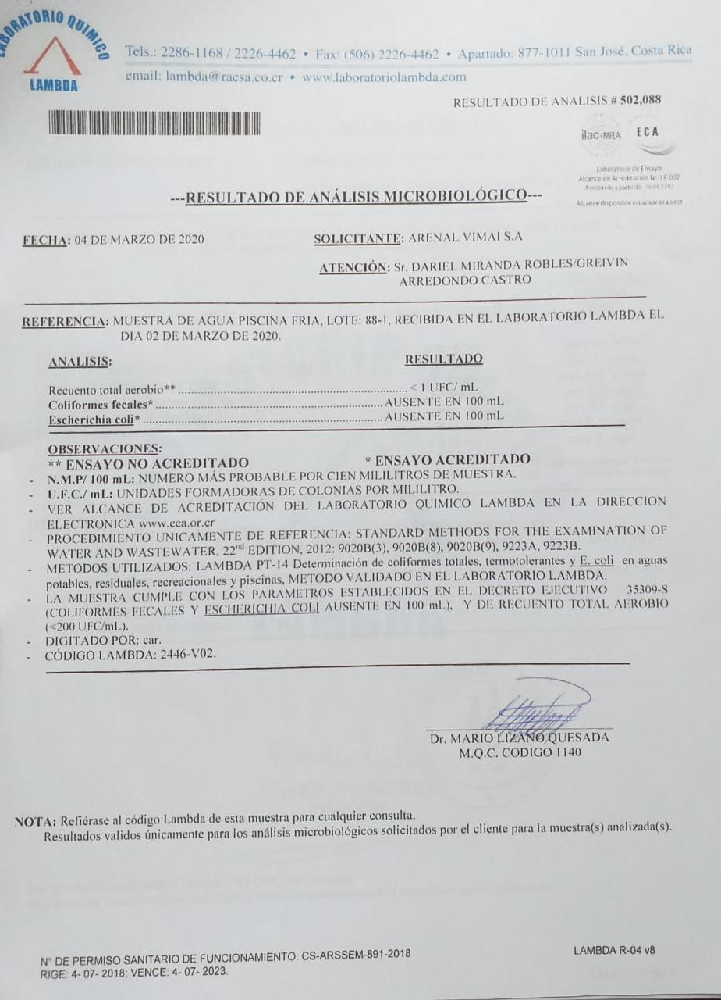 LABORATORIO QUIMICO
LAMBDA
Tels.: 2286-1168 / 2226-4462 • Fax: (506) 2226-4462 • Apartado: 877-1011 San José, Costa Rica
email: lambda@racsa.co.cr • www.laboratoriolambda.com
RESULTADO DE ANALISIS # 502,088
ilac-MRA ECA
Laboratorio de Ensayo
Alcance de Acreditación Nº LE-002
Acreditado a partir de
Alcance disponible en www.eca.or.cr
---RESULTADO DE ANÁLISIS MICROBIOLÓGICO---
FECHA: 04 DE MARZO DE 2020
SOLICITANTE: ARENAL VIMAI S.A
ATENCIÓN: Sr. DARIEL MIRANDA ROBLES/GREIVIN
ARREDONDO CASTRO
REFERENCIA: MUESTRA DE AGUA PISCINA FRIA, LOTE: 88-1, RECIBIDA EN EL LABORATORIO LAMBDA EL
DIA 02 DE MARZO DE 2020.
ANALISIS: RESULTADO
Recuento total aerobio** ........................................................ < 1 UFC/ mL
Coliformes fecales* ........................................................ AUSENTE EN 100 mL
Escherichia coli* ........................................................ AUSENTE EN 100 mL
OBSERVACIONES:
** ENSAYO NO ACREDITADO * ENSAYO ACREDITADO
- N.M.P/ 100 mL: NUMERO MÁS PROBABLE POR CIEN MILILITROS DE MUESTRA.
- U.F.C./ mL: UNIDADES FORMADORAS DE COLONIAS POR MILILITRO.
- VER ALCANCE DE ACREDITACIÓN DEL LABORATORIO QUIMICO LAMBDA EN LA DIRECCION
ELECTRONICA www.eca.or.cr
- PROCEDIMIENTO UNICAMENTE DE REFERENCIA: STANDARD METHODS FOR THE EXAMINATION OF
WATER AND WASTEWATER, 22nd EDITION, 2012: 9020B(3), 9020B(8), 9020B(9), 9223A, 9223B.
- METODOS UTILIZADOS: LAMBDA PT-14 Determinación de coliformes totales, termotolerantes y E. coli en aguas
potables, residuales, recreacionales y piscinas, METODO VALIDADO EN EL LABORATORIO LAMBDA.
- LA MUESTRA CUMPLE CON LOS PARAMETROS ESTABLECIDOS EN EL DECRETO EJECUTIVO 35309-S
(COLIFORMES FECALES Y ESCHERICHIA COLI AUSENTE EN 100 mL), Y DE RECUENTO TOTAL AEROBIO
(<200 UFC/mL).
- DIGITADO POR: car.
- CÓDIGO LAMBDA: 2446-V02.
Dr. MARIO LIZANO QUESADA
M.Q.C. CODIGO 1140
NOTA: Refiérase al código Lambda de esta muestra para cualquier consulta.
Resultados validos únicamente para los análisis microbiológicos solicitados por el cliente para la muestra(s) analizada(s).
N° DE PERMISO SANITARIO DE FUNCIONAMIENTO: CS-ARSSEM-891-2018
RIGE: 4- 07- 2018; VENCE: 4- 07- 2023.
LAMBDA R-04 v8